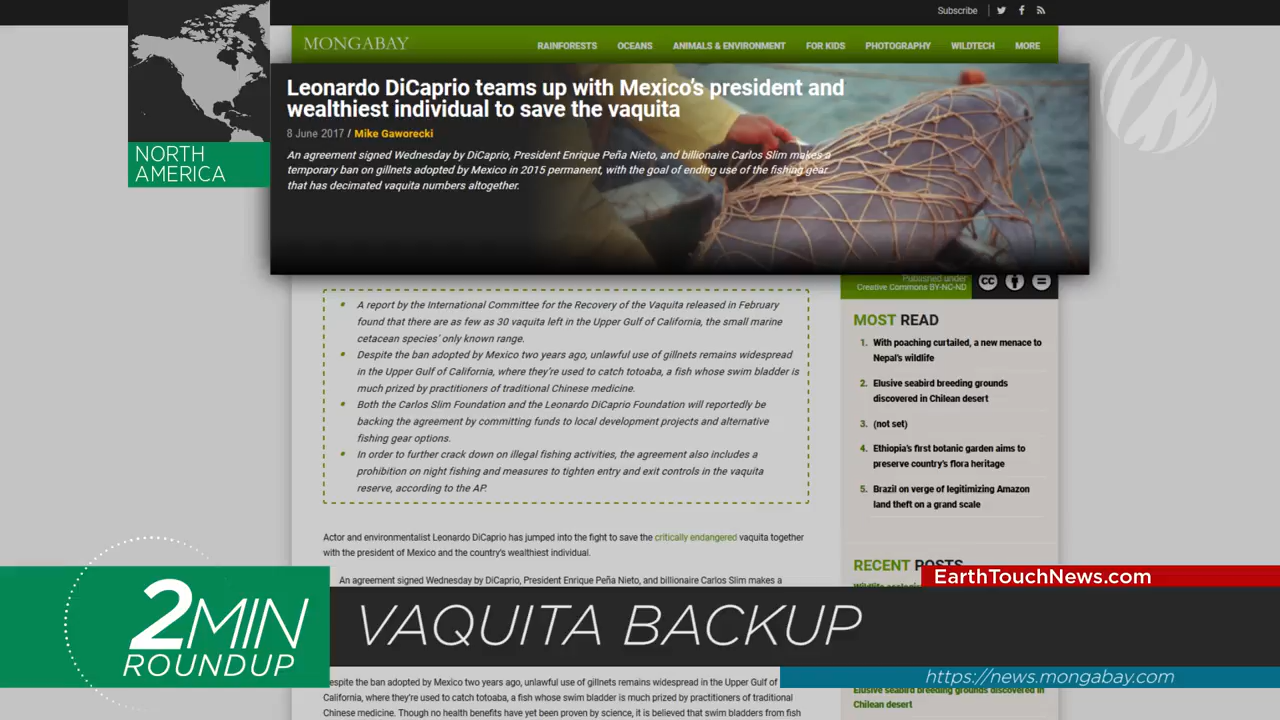 Subscribe
MONGABAY
RAINFORESTS OCEANS ANIMALS & ENVIRONMENT FOR KIDS PHOTOGRAPHY WILDTECH MORE
NORTH
AMERICA
Leonardo DiCaprio teams up with Mexico's president and
wealthiest individual to save the vaquita
8 June 2017 / Mike Gaworecki
An agreement signed Wednesday by DiCaprio, President Enrique Peña Nieto, and billionaire Carlos Slim makes a
temporary ban on gillnets adopted by Mexico in 2015 permanent, with the goal of ending use of the fishing gear
that has decimated vaquita numbers altogether.
Published under
Creative Commons BY-NC-ND
A report by the International Committee for the Recovery of the Vaquita released in February
found that there are as few as 30 vaquita left in the Upper Gulf of California, the small marine
cetacean species' only known range.
Despite the ban adopted by Mexico two years ago, unlawful use of gillnets remains widespread
in the Upper Gulf of California, where they're used to catch totoaba, a fish whose swim bladder is
much prized by practitioners of traditional Chinese medicine.
Both the Carlos Slim Foundation and the Leonardo DiCaprio Foundation will reportedly be
backing the agreement by committing funds to local development projects and alternative
fishing gear options.
In order to further crack down on illegal fishing activities, the agreement also includes a
prohibition on night fishing and measures to tighten entry and exit controls in the vaquita
reserve, according to the AP.
Actor and environmentalist Leonardo DiCaprio has jumped into the fight to save the critically endangered vaquita together
with the president of Mexico and the country's wealthiest individual.
An agreement signed Wednesday by DiCaprio, President Enrique Peña Nieto, and billionaire Carlos Slim makes a
MOST READ
1. With poaching curtailed, a new menace to
Nepal's wildlife
2. Elusive seabird breeding grounds
discovered in Chilean desert
3. (not set)
4. Ethiopia's first botanic garden aims to
preserve country's flora heritage
5. Brazil on verge of legitimizing Amazon
land theft on a grand scale
RECENT POSTS
EarthTouchNews.com
2MIN
ROUNDUP
VAQUITA BACKUP
https://news.mongabay.com
espite the ban adopted by Mexico two years ago, unlawful use of gillnets remains widespread in the Upper Gulf of
California, where they're used to catch totoaba, a fish whose swim bladder is much prized by practitioners of traditional
Chinese medicine. Though no health benefits have yet been proven by science, it is believed that swim bladders from fish
Elusive seabird breeding grounds discovered in
Chilean desert